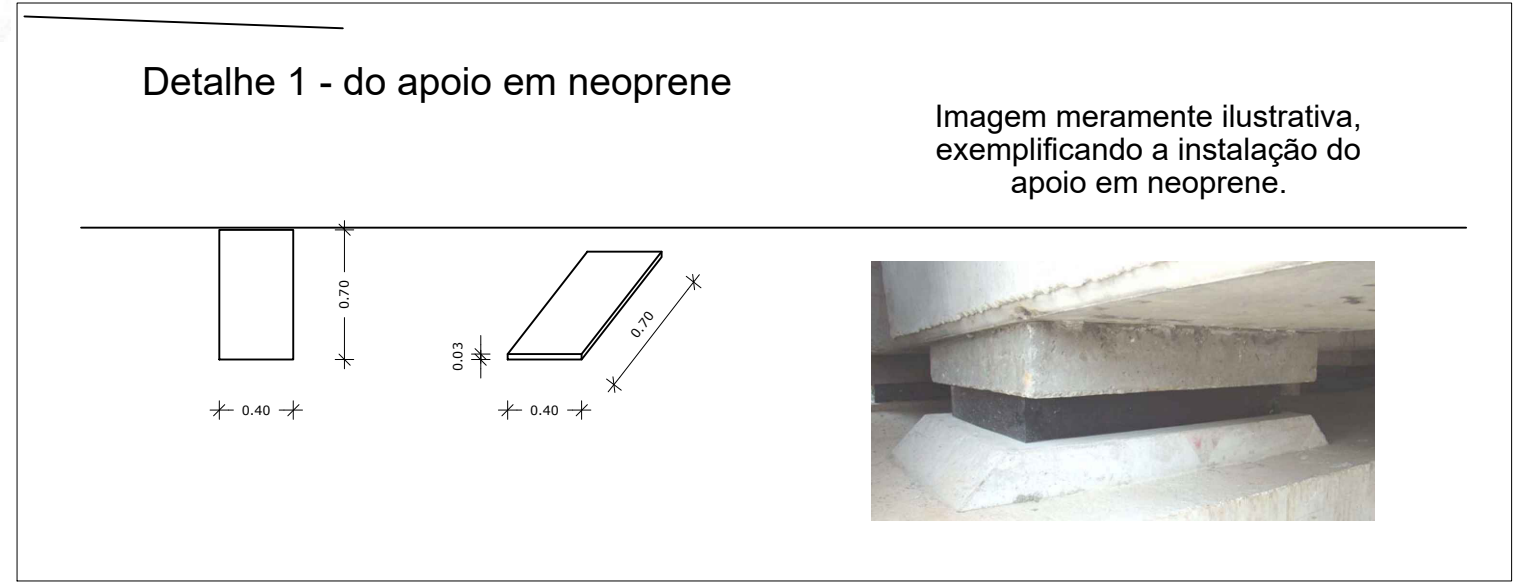 Detalhe 1 - do apoio em neoprene
Imagem meramente ilustrativa,
exemplificando a instalação do
apoio em neoprene.
0.70
0.40
0.03
0.70
0.40